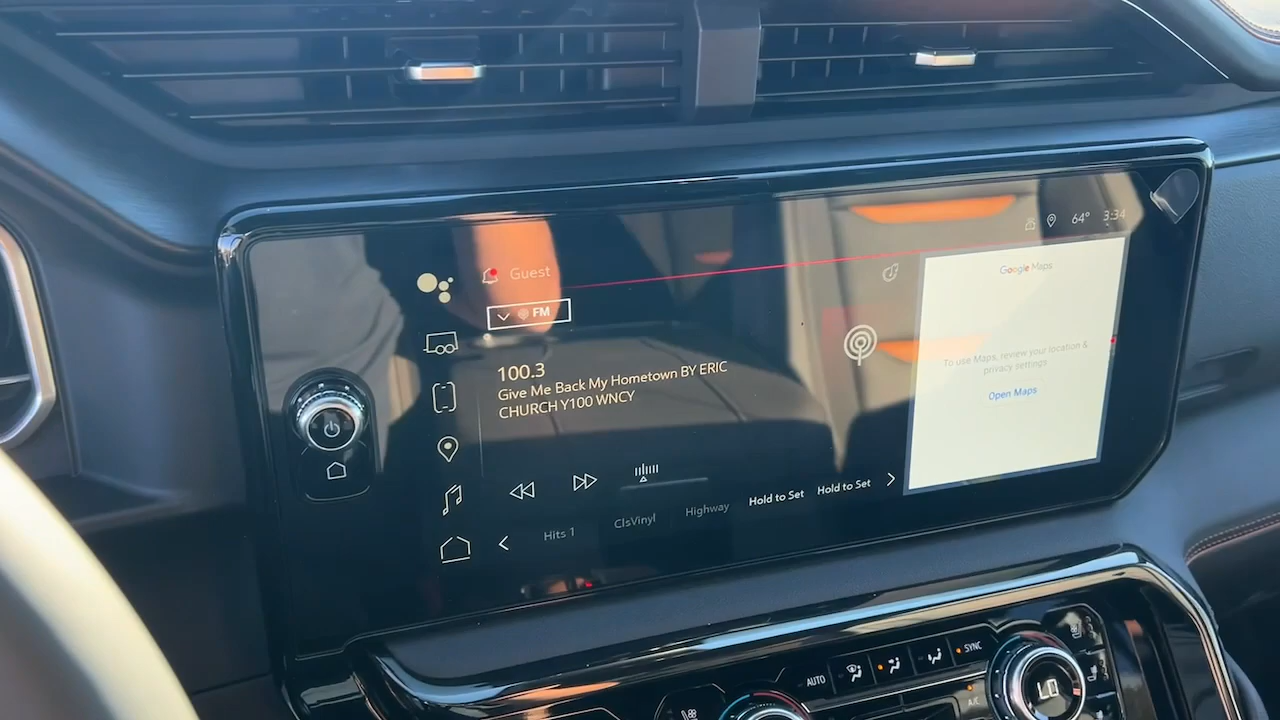 64° 3:34
Guest
FM
Google Maps
100.3
Give Me Back My Hometown BY ERIC
CHURCH Y100 WNCY
To use Maps, review your location &
privacy settings
Open Maps
Hits 1 ClsVinyl Highway Hold to Set Hold to Set
AUTO SYNC
A/C
LO